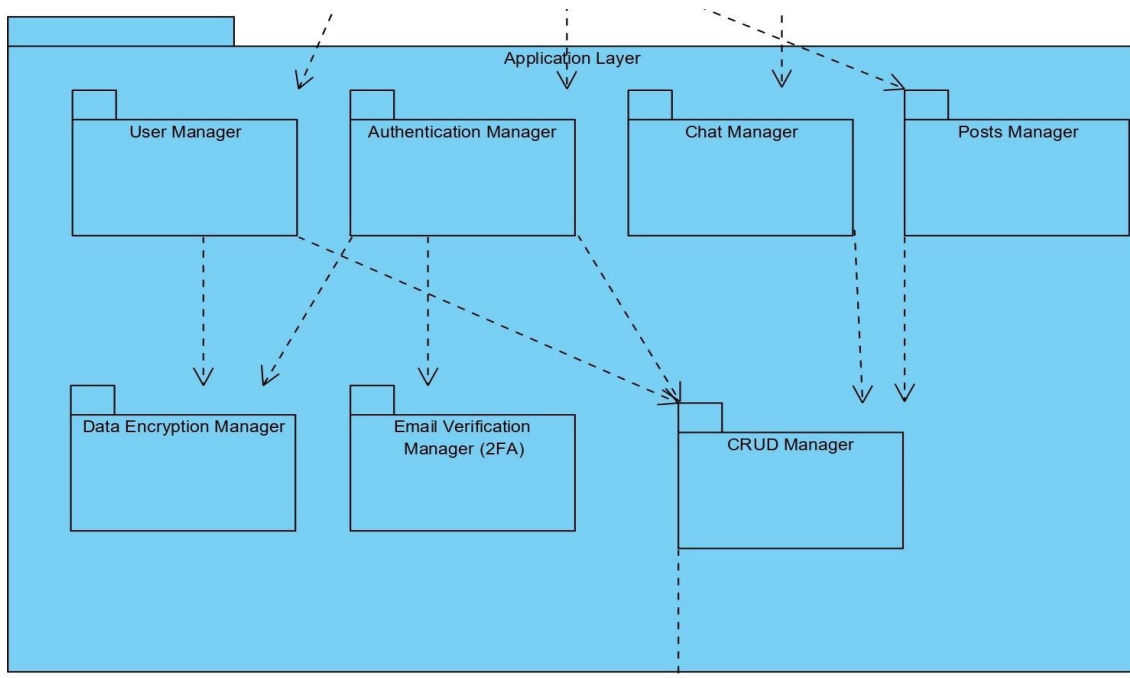 Application Layer
User Manager
Authentication Manager
Chat Manager
Posts Manager
Data Encryption Manager
Email Verification
Manager (2FA)
CRUD Manager